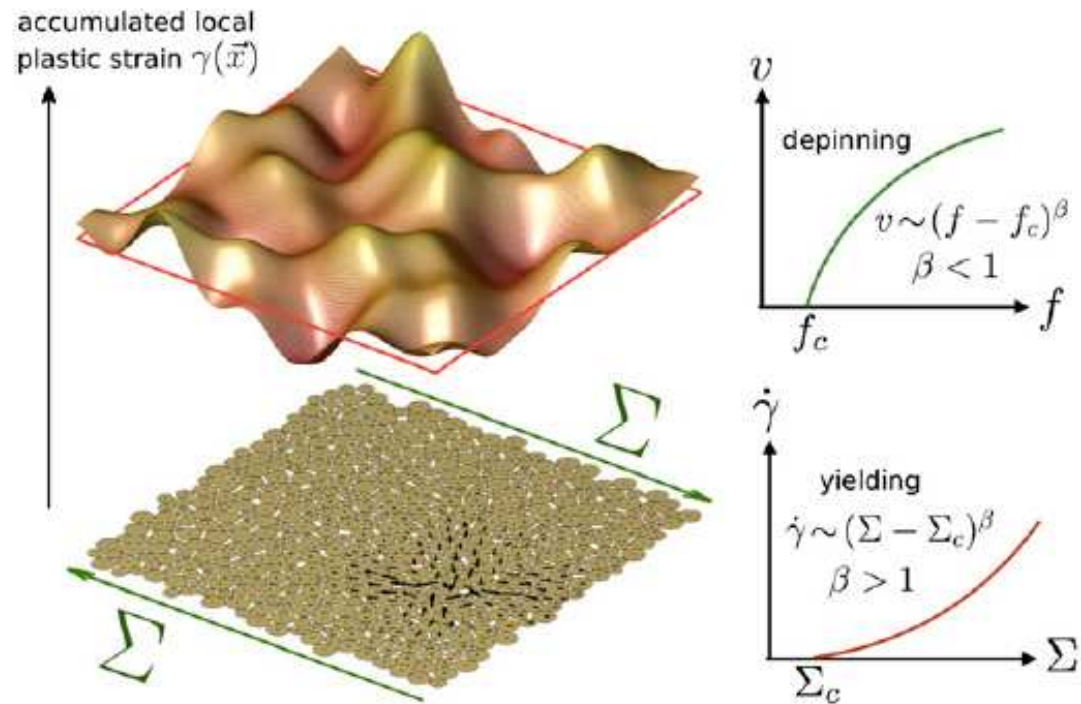 accumulated local
plastic strain γ(x⃗)
Σ
Σ
v
depinning
v ~ (f − f_c)^β
β < 1
f_c
f
γ̇
yielding
γ̇ ~ (Σ − Σ_c)^β
β > 1
Σ_c
Σ